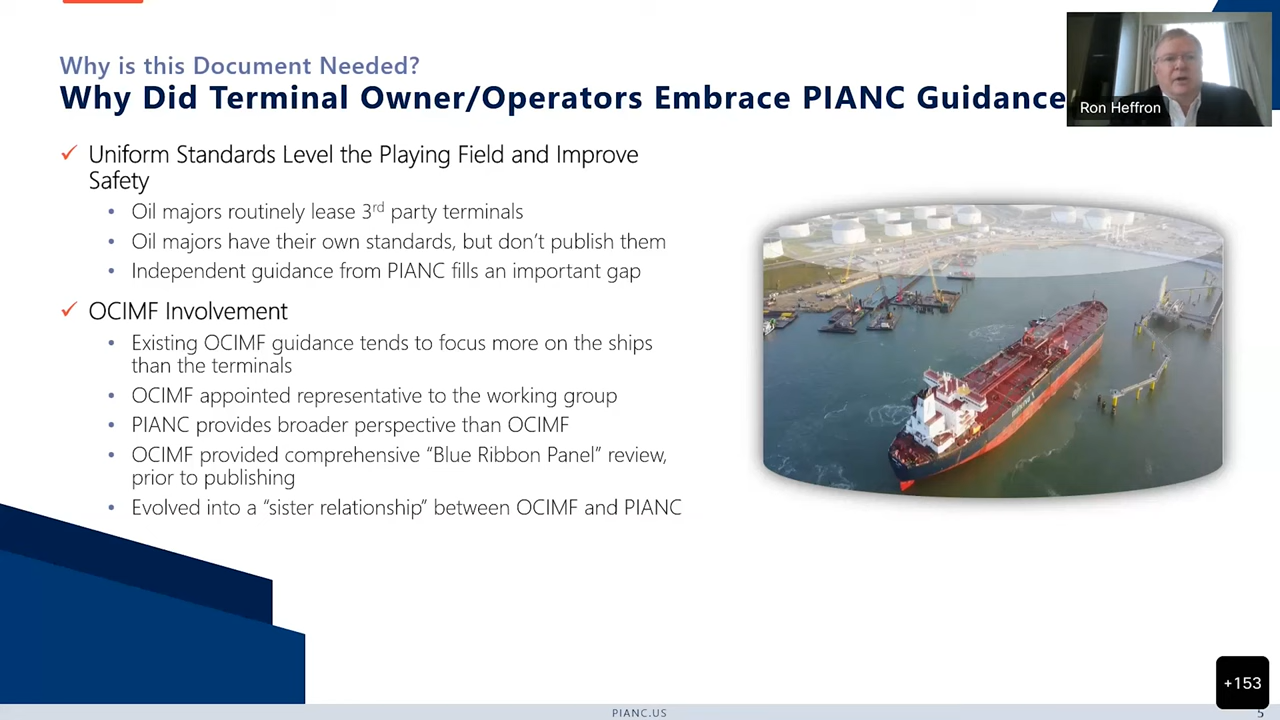 Why is this Document Needed?
Why Did Terminal Owner/Operators Embrace PIANC Guidance
Ron Heffron
Uniform Standards Level the Playing Field and Improve
Safety
Oil majors routinely lease 3rd party terminals
Oil majors have their own standards, but don't publish them
Independent guidance from PIANC fills an important gap
OCIMF Involvement
Existing OCIMF guidance tends to focus more on the ships
than the terminals
OCIMF appointed representative to the working group
PIANC provides broader perspective than OCIMF
OCIMF provided comprehensive “Blue Ribbon Panel” review,
prior to publishing
Evolved into a “sister relationship” between OCIMF and PIANC
+153
PIANC.US
5